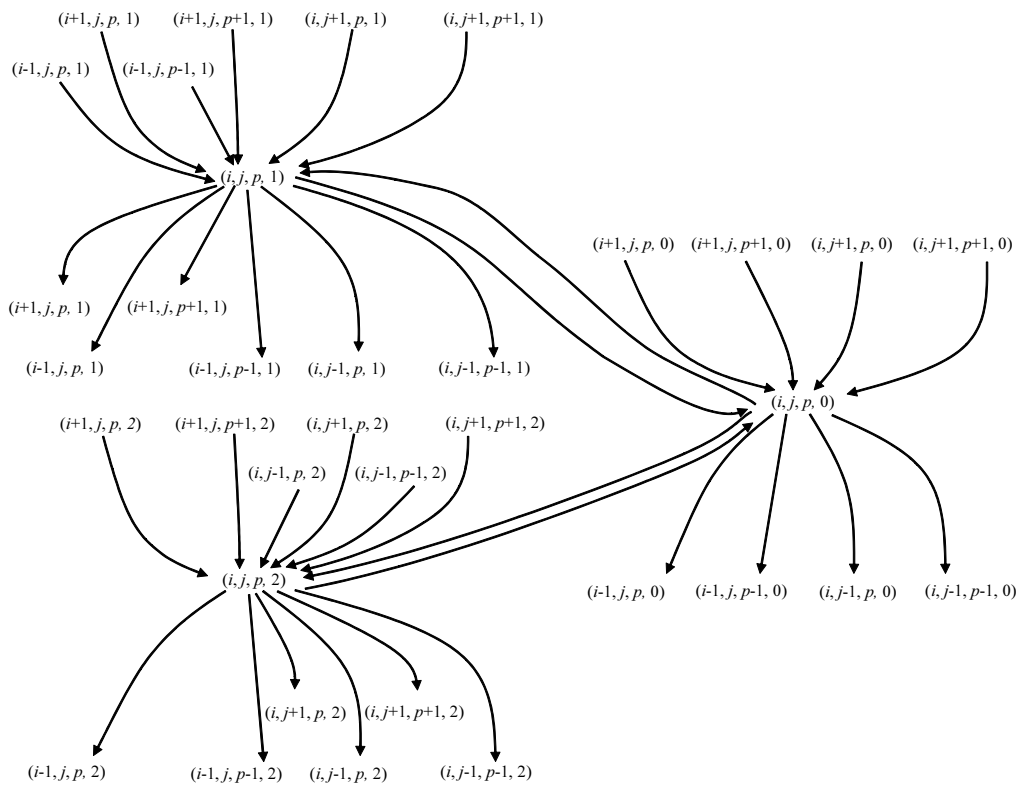 (i+1, j, p, 1) (i+1, j, p+1, 1) (i, j+1, p, 1) (i, j+1, p+1, 1)
(i-1, j, p, 1) (i-1, j, p-1, 1)
(i, j, p, 1)
(i+1, j, p, 0) (i+1, j, p+1, 0) (i, j+1, p, 0) (i, j+1, p+1, 0)
(i+1, j, p, 1) (i+1, j, p+1, 1)
(i-1, j, p, 1) (i-1, j, p-1, 1) (i, j-1, p, 1) (i, j-1, p-1, 1)
(i, j, p, 0)
(i+1, j, p, 2) (i+1, j, p+1, 2) (i, j+1, p, 2) (i, j+1, p+1, 2)
(i, j-1, p, 2) (i, j-1, p-1, 2)
(i, j, p, 2)
(i-1, j, p, 0) (i-1, j, p-1, 0) (i, j-1, p, 0) (i, j-1, p-1, 0)
(i, j+1, p, 2) (i, j+1, p+1, 2)
(i-1, j, p, 2) (i-1, j, p-1, 2) (i, j-1, p, 2) (i, j-1, p-1, 2)